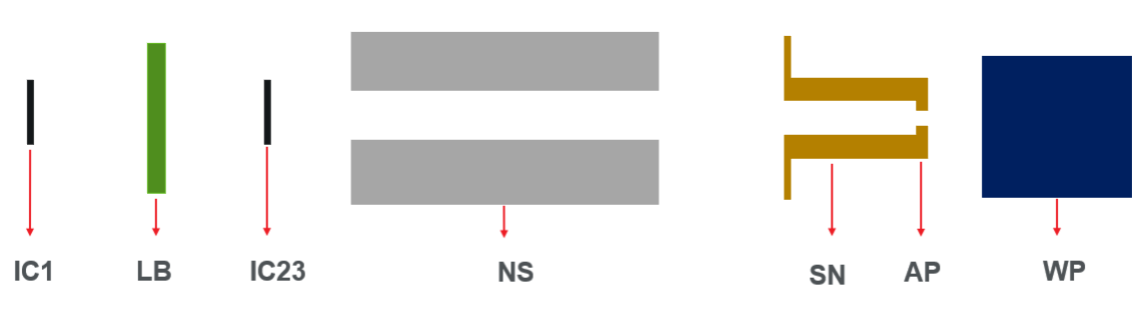 IC1 LB IC23 NS SN AP WP